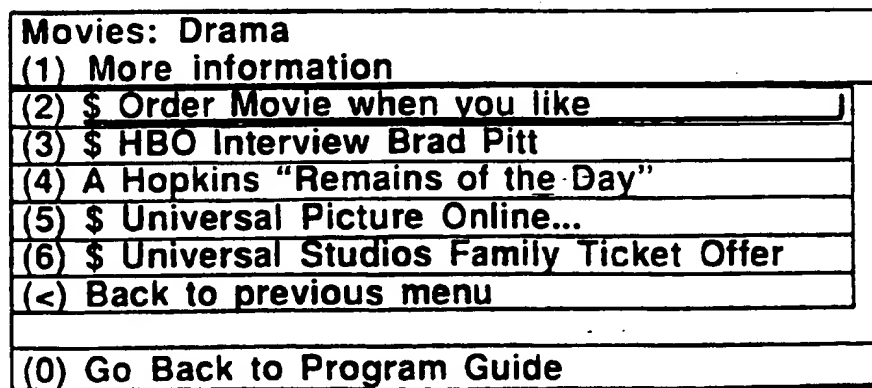 Movies: Drama
(1) More information
(2) $ Order Movie when you like
(3) $ HBO Interview Brad Pitt
(4) A Hopkins “Remains of the Day”
(5) $ Universal Picture Online...
(6) $ Universal Studios Family Ticket Offer
(<) Back to previous menu
(0) Go Back to Program Guide